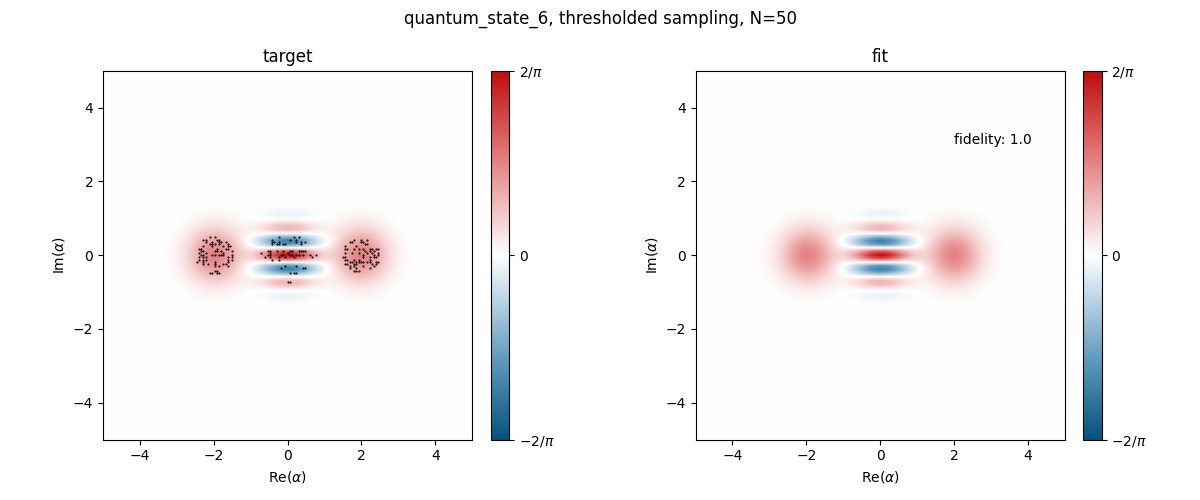 quantum_state_6, thresholded sampling, N=50
target
4
2
0
−2
−4
Im(α)
−4
−2
0
2
4
Re(α)
2/π
0
−2/π
fit
fidelity: 1.0
4
2
0
−2
−4
Im(α)
−4
−2
0
2
4
Re(α)
2/π
0
−2/π